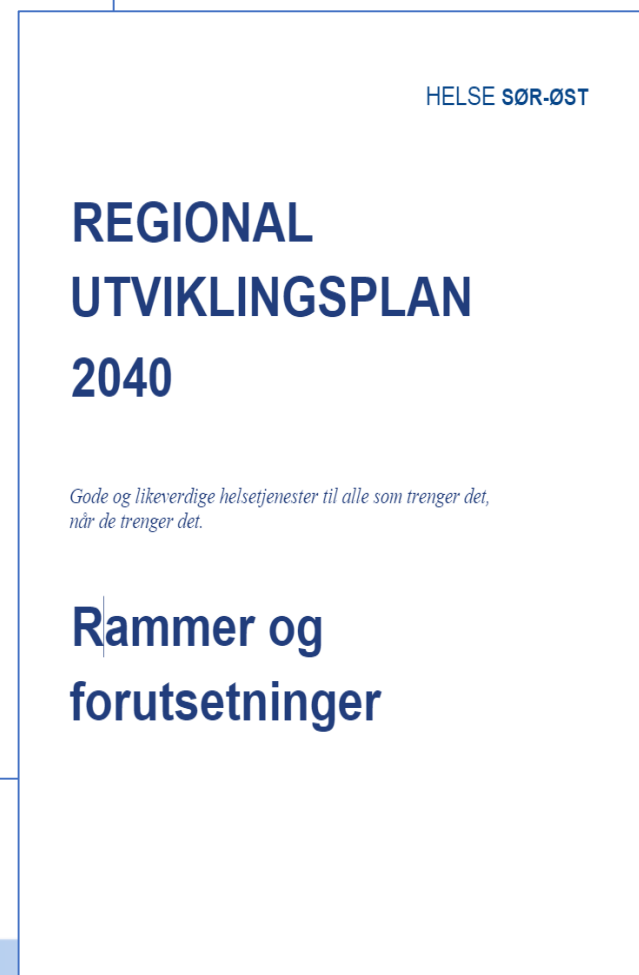 HELSE SØR-ØST
REGIONAL
UTVIKLINGSPLAN
2040
Gode og likeverdige helsetjenester til alle som trenger det,
når de trenger det.
Rammer og
forutsetninger